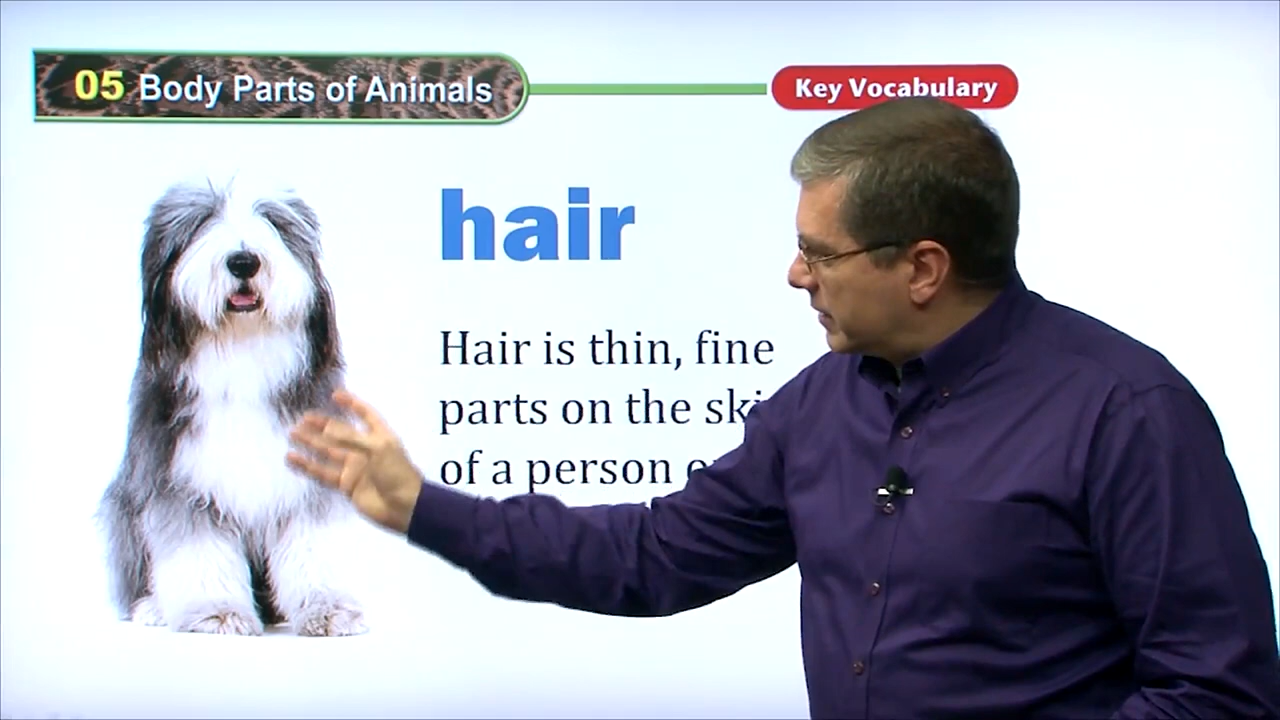 05 Body Parts of Animals
Key Vocabulary
hair
Hair is thin, fine
parts on the
of a person